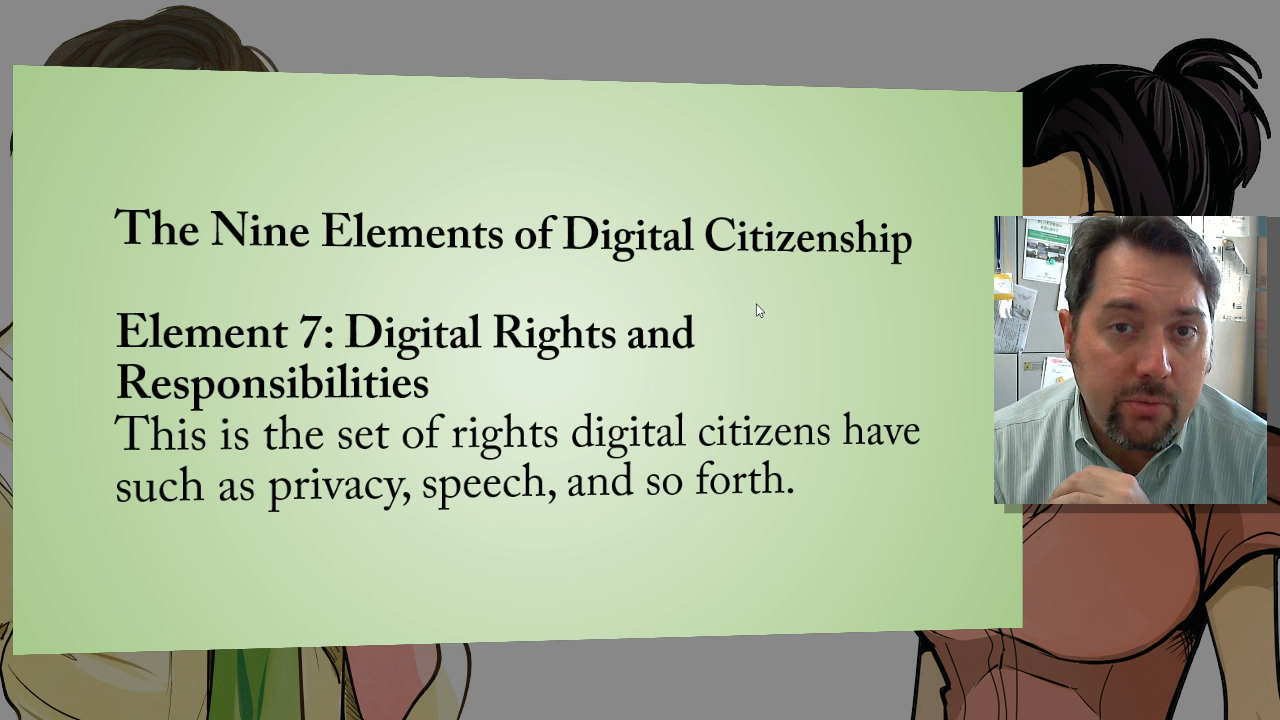 The Nine Elements of Digital Citizenship
Element 7: Digital Rights and
Responsibilities
This is the set of rights digital citizens have
such as privacy, speech, and so forth.